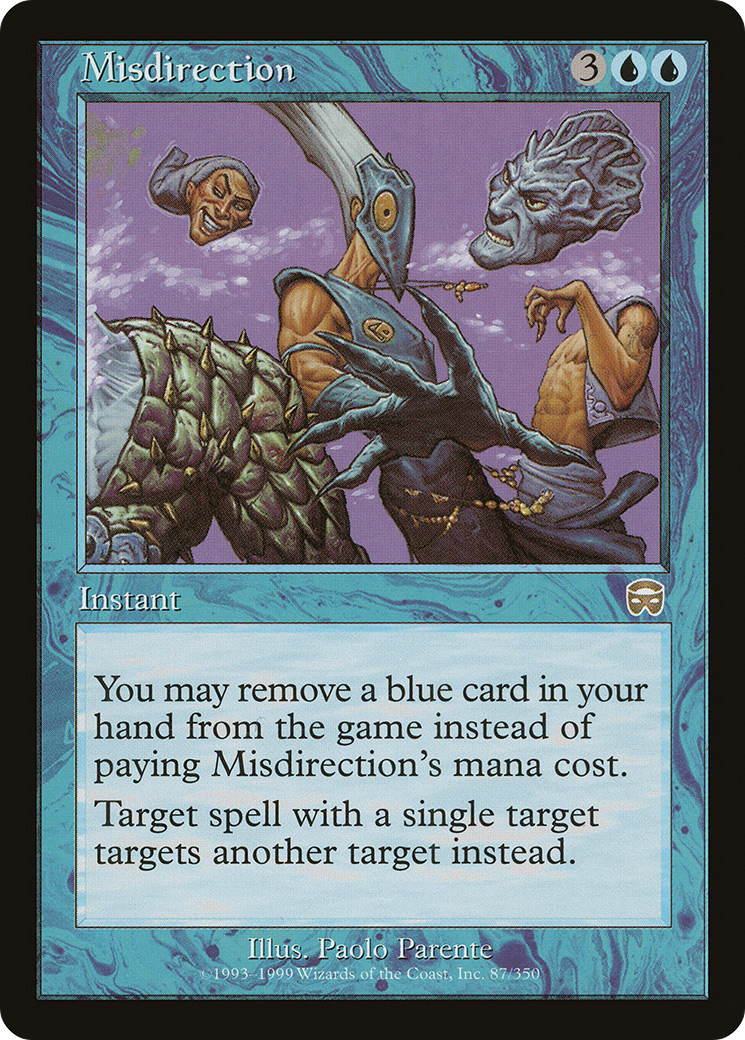 Misdirection
3
Instant
You may remove a blue card in your
hand from the game instead of
paying Misdirection's mana cost.
Target spell with a single target
targets another target instead.
Illus. Paolo Parente
©1993–1999 Wizards of the Coast, Inc. 87/350